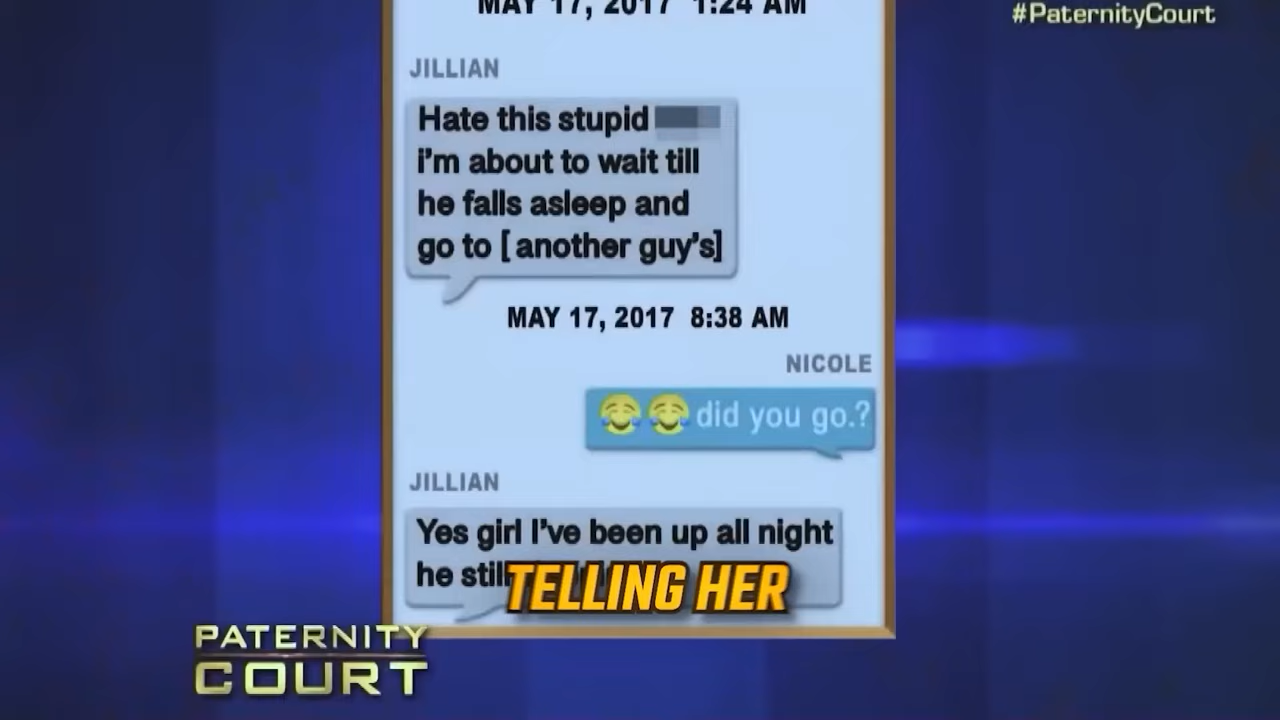 MAY 17, 2017 1:24 AM
#PaternityCourt
JILLIAN
Hate this stupid
i'm about to wait till
he falls asleep and
go to [another guy's]
MAY 17, 2017 8:38 AM
NICOLE
😂😂 did you go.?
JILLIAN
Yes girl I've been up all night
he still
TELLING HER
PATERNITY
COURT